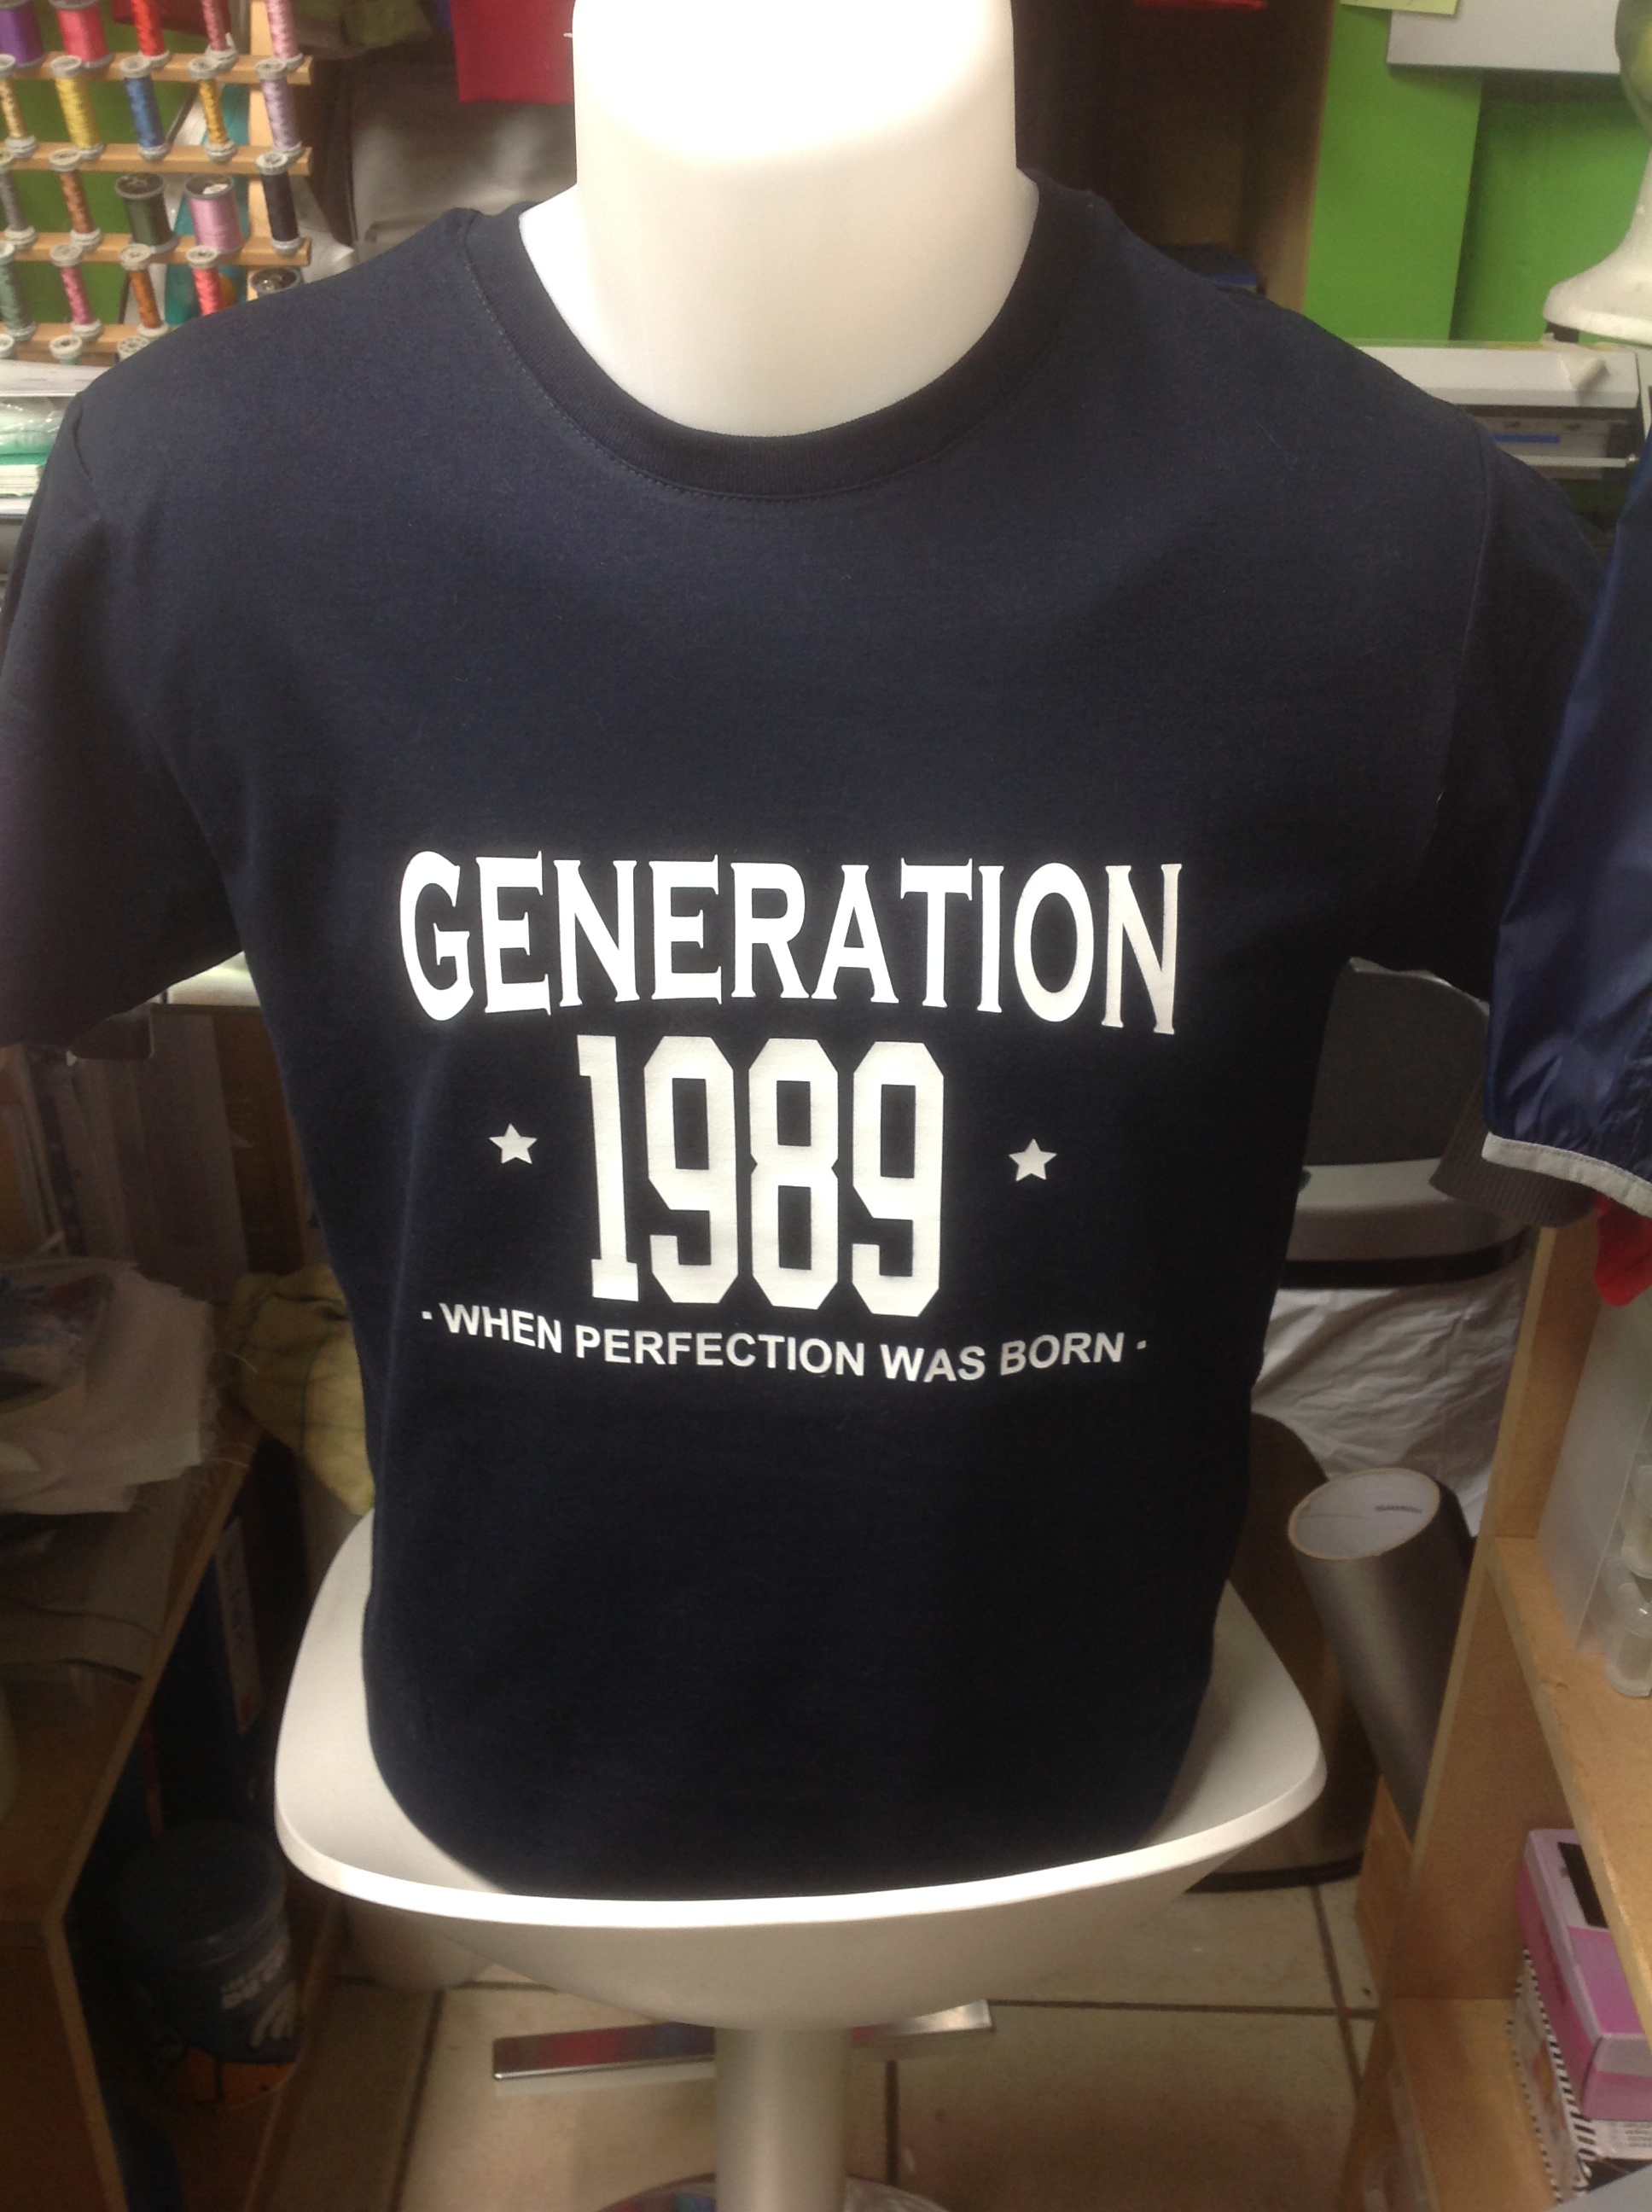 GENERATION
1989
- WHEN PERFECTION WAS BORN -